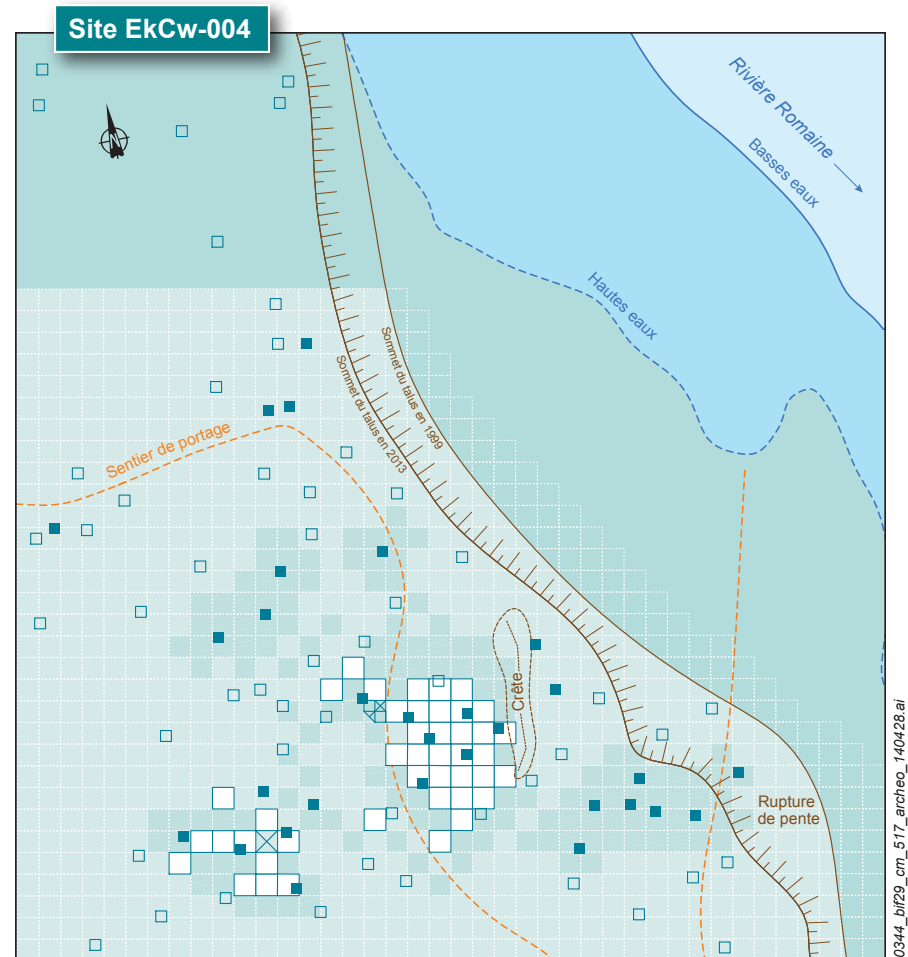 Site EkCw-004
Rivière Romaine
Basses eaux
Hautes eaux
Sommet du talus en 1999
Sommet du talus en 2013
Sentier de portage
Crête
Rupture
de pente
0344_bif29_cm_517_archeo_140428.ai